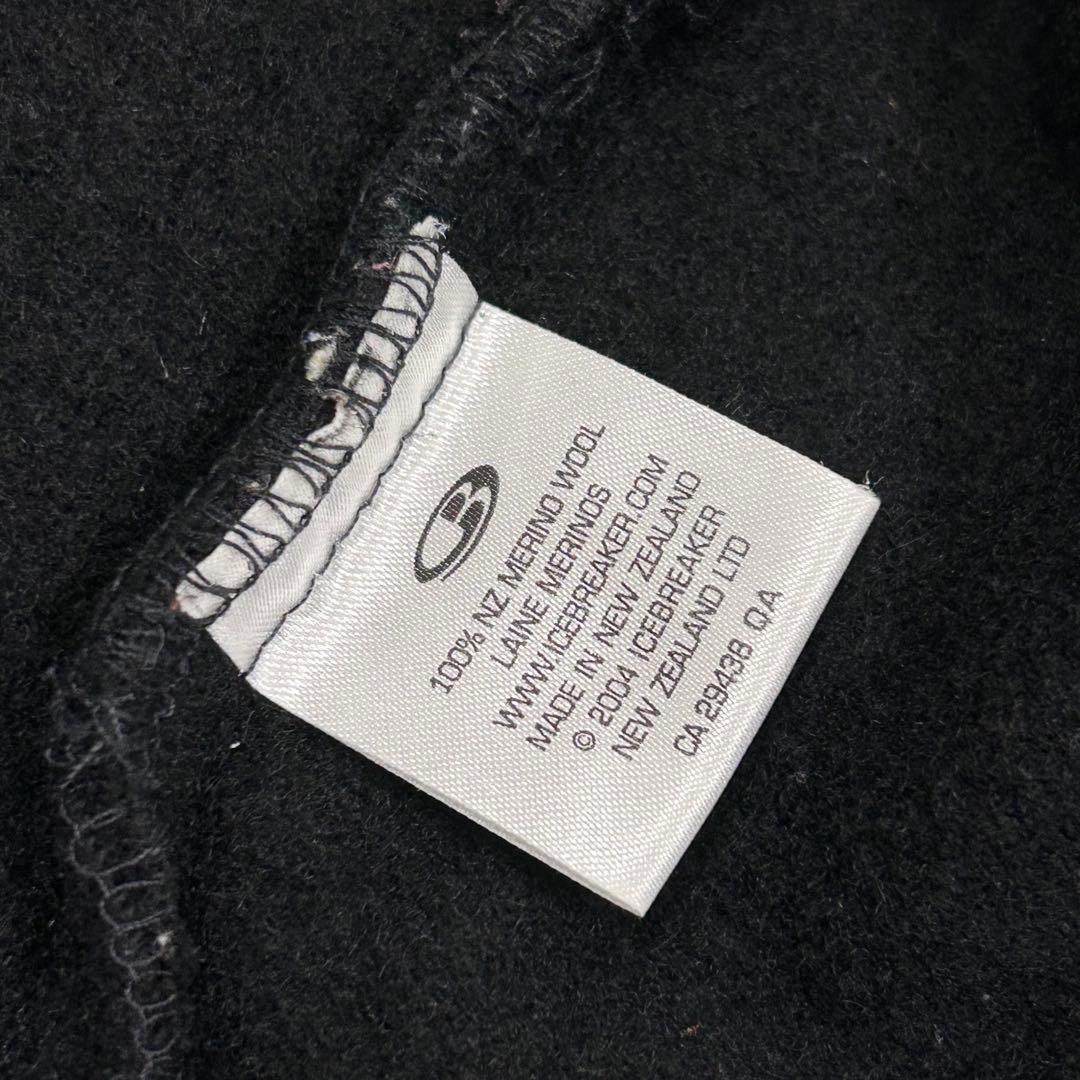 100% NZ MERINO WOOL
LAINE MERINOS
WWW.ICEBREAKER.COM
MADE IN NEW ZEALAND
© 2004 ICEBREAKER
NEW ZEALAND LTD
CA 29438 QA